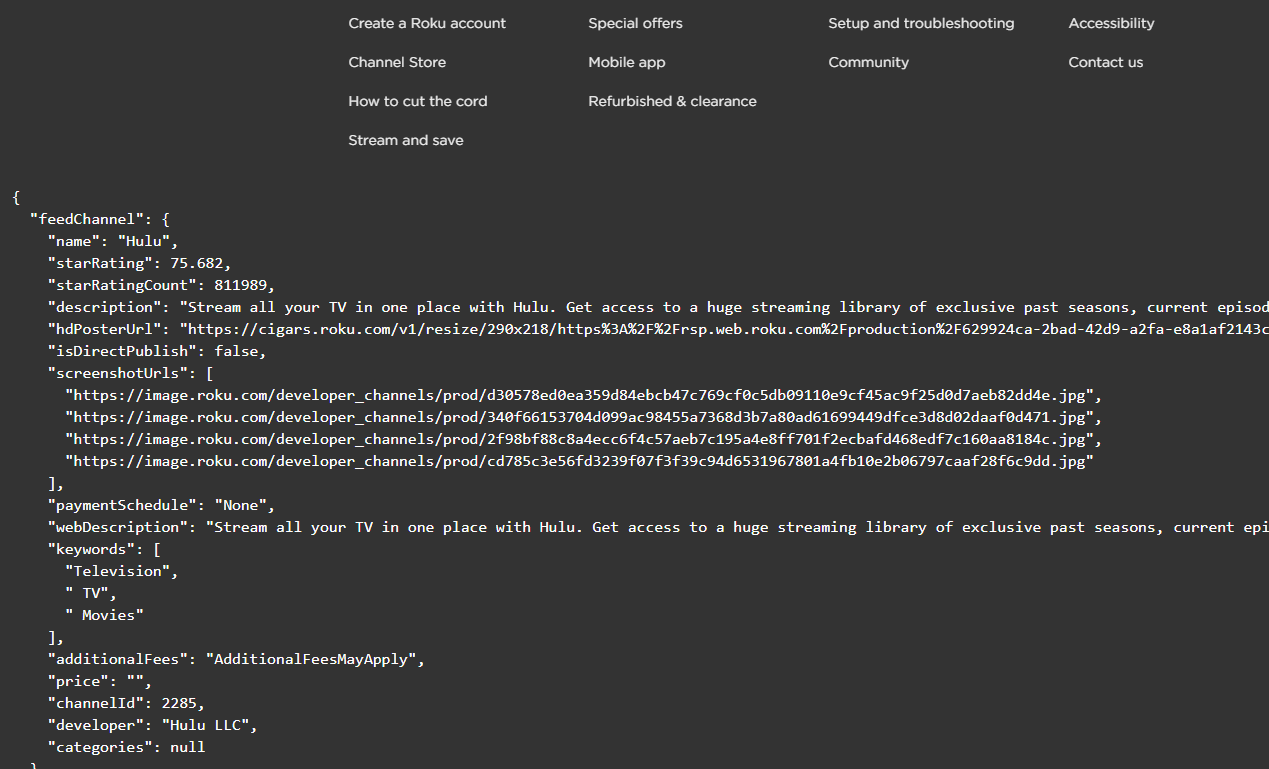 Create a Roku account Special offers Setup and troubleshooting Accessibility
Channel Store Mobile app Community Contact us
How to cut the cord Refurbished & clearance
Stream and save
{
"feedChannel": {
"name": "Hulu",
"starRating": 75.682,
"starRatingCount": 811989,
"description": "Stream all your TV in one place with Hulu. Get access to a huge streaming library of exclusive past seasons, current episod
"hdPosterUrl": "https://cigars.roku.com/v1/resize/290x218/https%3A%2F%2Frsp.web.roku.com%2Fproduction%2F629924ca-2bad-42d9-a2fa-e8a1af2143c
"isDirectPublish": false,
"screenshotUrls": [
"https://image.roku.com/developer_channels/prod/d30578ed0ea359d84ebcb47c769cf0c5db09110e9cf45ac9f25d0d7aeb82dd4e.jpg",
"https://image.roku.com/developer_channels/prod/340f66153704d099ac98455a7368d3b7a80ad61699449dfce3d8d02daaf0d471.jpg",
"https://image.roku.com/developer_channels/prod/2f98bf88c8a4ecc6f4c57aeb7c195a4e8ff701f2ecbafd468edf7c160aa8184c.jpg",
"https://image.roku.com/developer_channels/prod/cd785c3e56fd3239f07f3f39c94d6531967801a4fb10e2b06797caaf28f6c9dd.jpg"
],
"paymentSchedule": "None",
"webDescription": "Stream all your TV in one place with Hulu. Get access to a huge streaming library of exclusive past seasons, current epi
"keywords": [
"Television",
" TV",
" Movies"
],
"additionalFees": "AdditionalFeesMayApply",
"price": "",
"channelId": 2285,
"developer": "Hulu LLC",
"categories": null
}